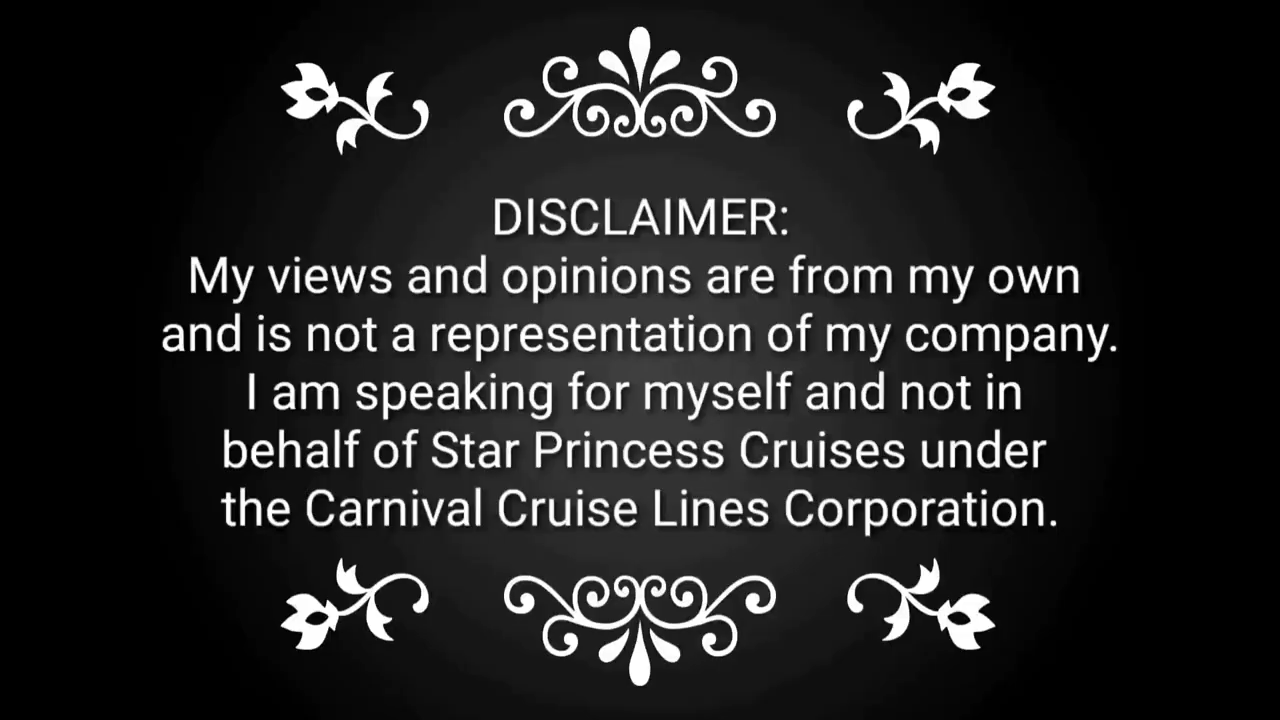 DISCLAIMER:
My views and opinions are from my own
and is not a representation of my company.
I am speaking for myself and not in
behalf of Star Princess Cruises under
the Carnival Cruise Lines Corporation.